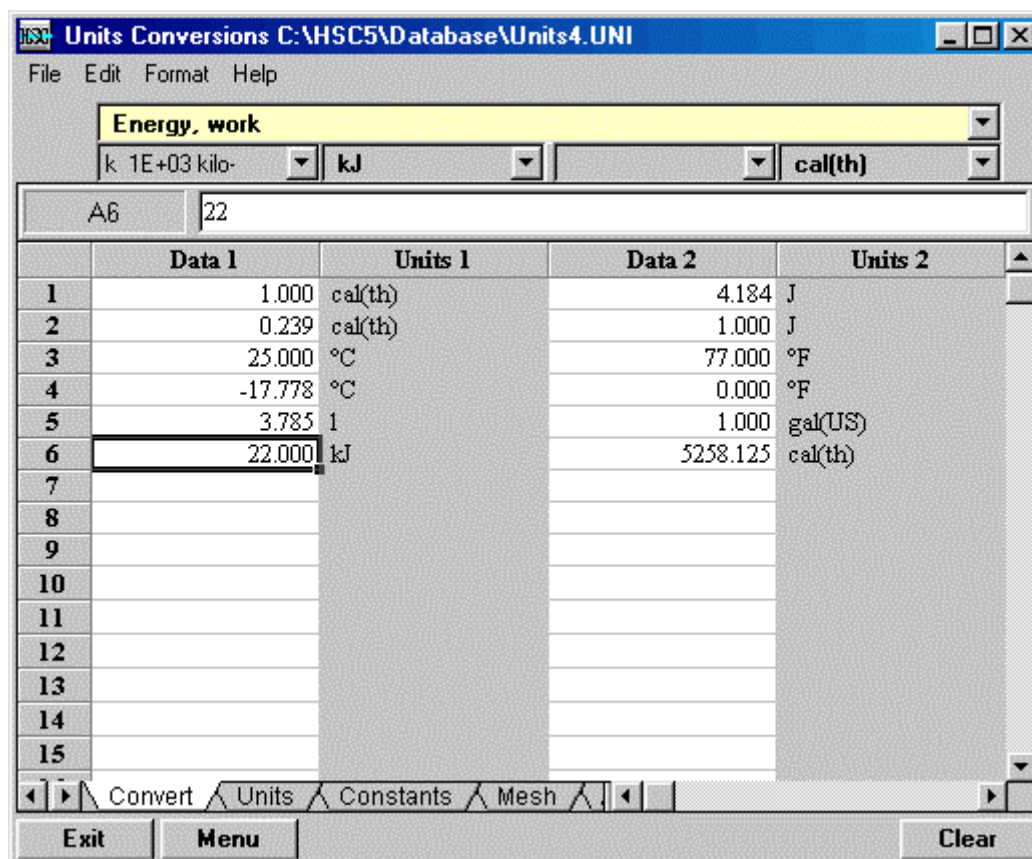 HSC Units Conversions C:\HSC5\Database\Units4.UNI
File Edit Format Help
Energy, work
k 1E+03 kilo- kJ cal(th)
A6 22
Data 1 Units 1 Data 2 Units 2
1 1.000 cal(th) 4.184 J
2 0.239 cal(th) 1.000 J
3 25.000 °C 77.000 °F
4 -17.778 °C 0.000 °F
5 3.785 l 1.000 gal(US)
6 22.000 kJ 5258.125 cal(th)
7
8
9
10
11
12
13
14
15
Convert Units Constants Mesh
Exit Menu Clear